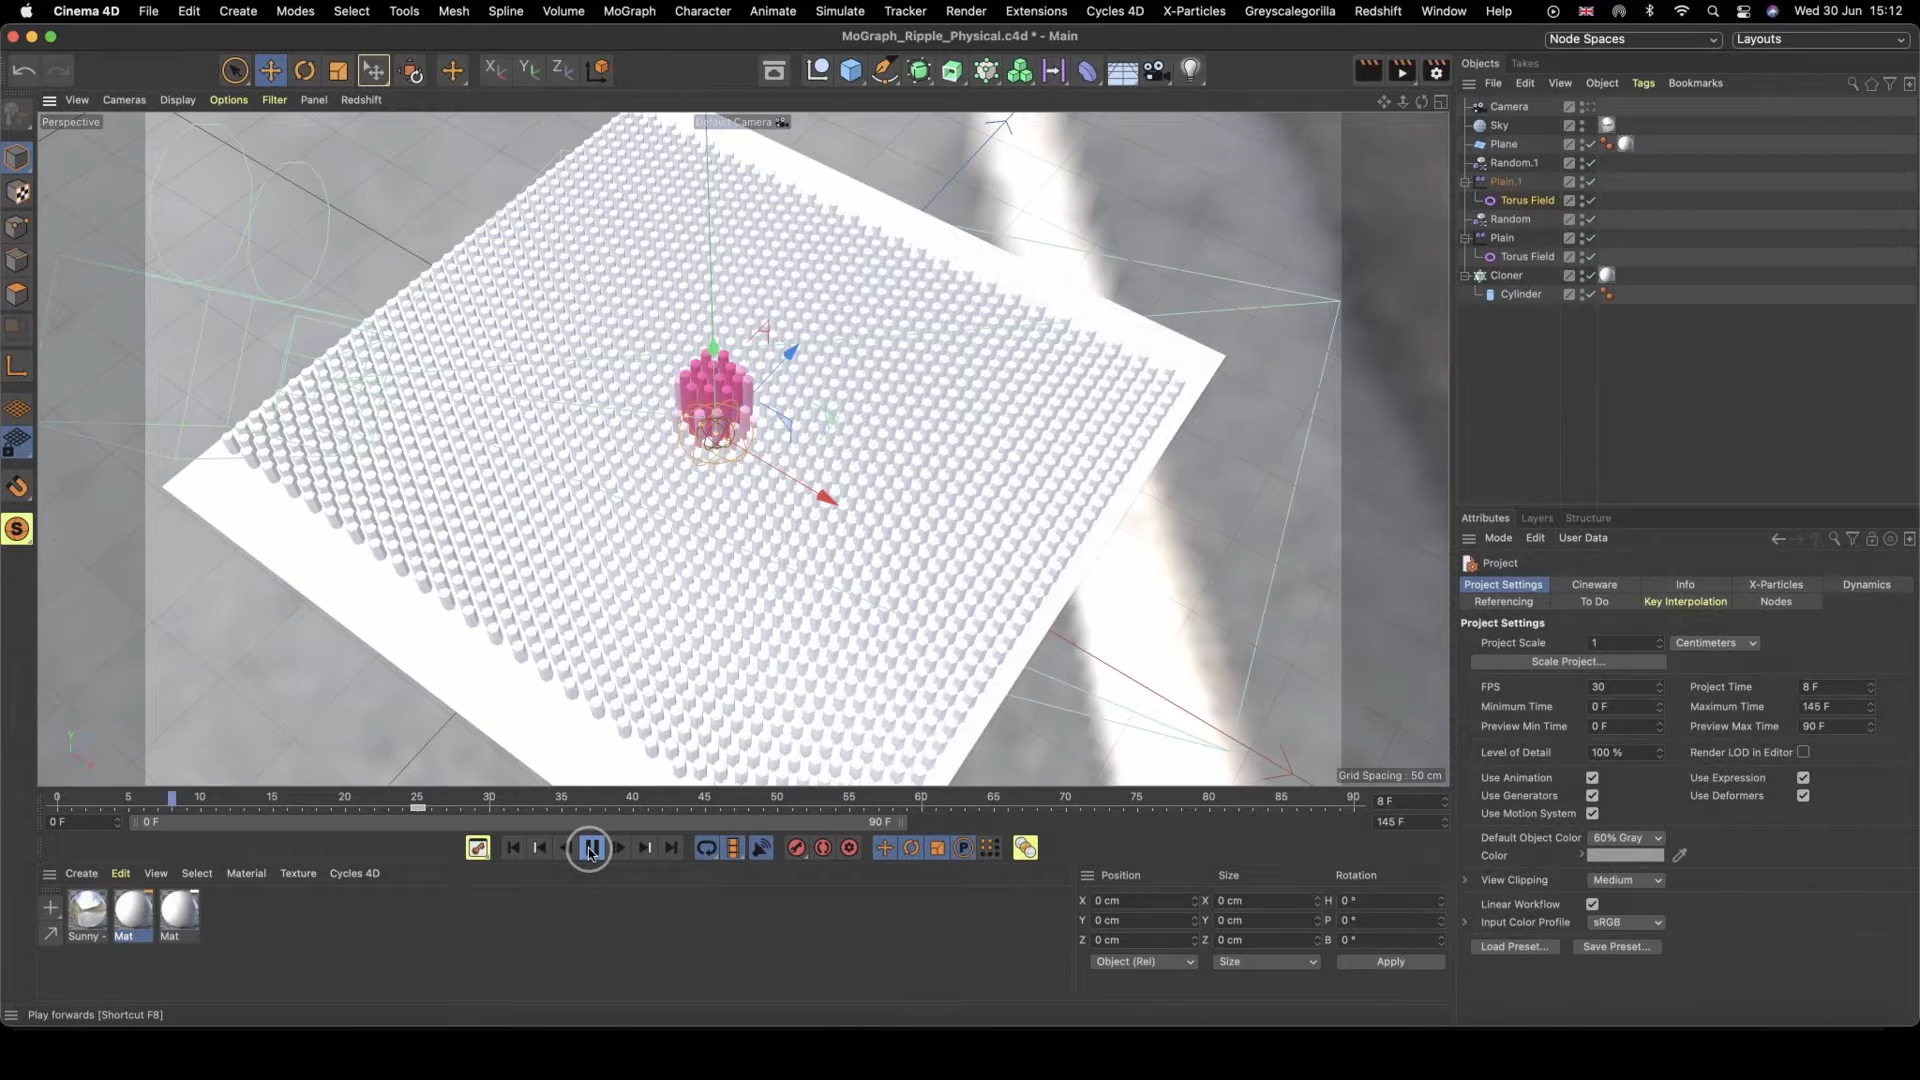 Cinema 4D File Edit Create Modes Select Tools Mesh Spline Volume MoGraph Character Animate Simulate Tracker Render Extensions Cycles 4D X-Particles Greyscalegorilla Redshift Window Help Wed 30 Jun 15:12
MoGraph_Ripple_Physical.c4d * - Main
Node Spaces Layouts
Objects Takes
File Edit View Object Tags Bookmarks
View Cameras Display Options Filter Panel Redshift
Perspective
Default Camera
Camera
Sky
Plane
Random.1
Plain.1
Torus Field
Random
Plain
Torus Field
Cloner
Cylinder
Attributes Layers Structure
Mode Edit User Data
Project
Project Settings Cineware Info X-Particles Dynamics
Referencing To Do Key Interpolation Nodes
Project Settings
Project Scale 1 Centimeters
Scale Project...
FPS 30 Project Time 8 F
Minimum Time 0 F Maximum Time 145 F
Preview Min Time 0 F Preview Max Time 90 F
Level of Detail 100 % Render LOD in Editor
Use Animation Use Expression
Use Generators Use Deformers
Use Motion System
Default Object Color 60% Gray
Color
View Clipping Medium
Linear Workflow
Input Color Profile sRGB
Load Preset... Save Preset...
Grid Spacing : 50 cm
0 5 10 15 20 25 30 35 40 45 50 55 60 65 70 75 80 85 90 8 F
0 F 0 F 90 F 145 F
Create Edit View Select Material Texture Cycles 4D
Sunny - Mat Mat
Position Size Rotation
X 0 cm X 0 cm H 0 °
Y 0 cm Y 0 cm P 0 °
Z 0 cm Z 0 cm B 0 °
Object (Rel) Size Apply
Play forwards [Shortcut F8]